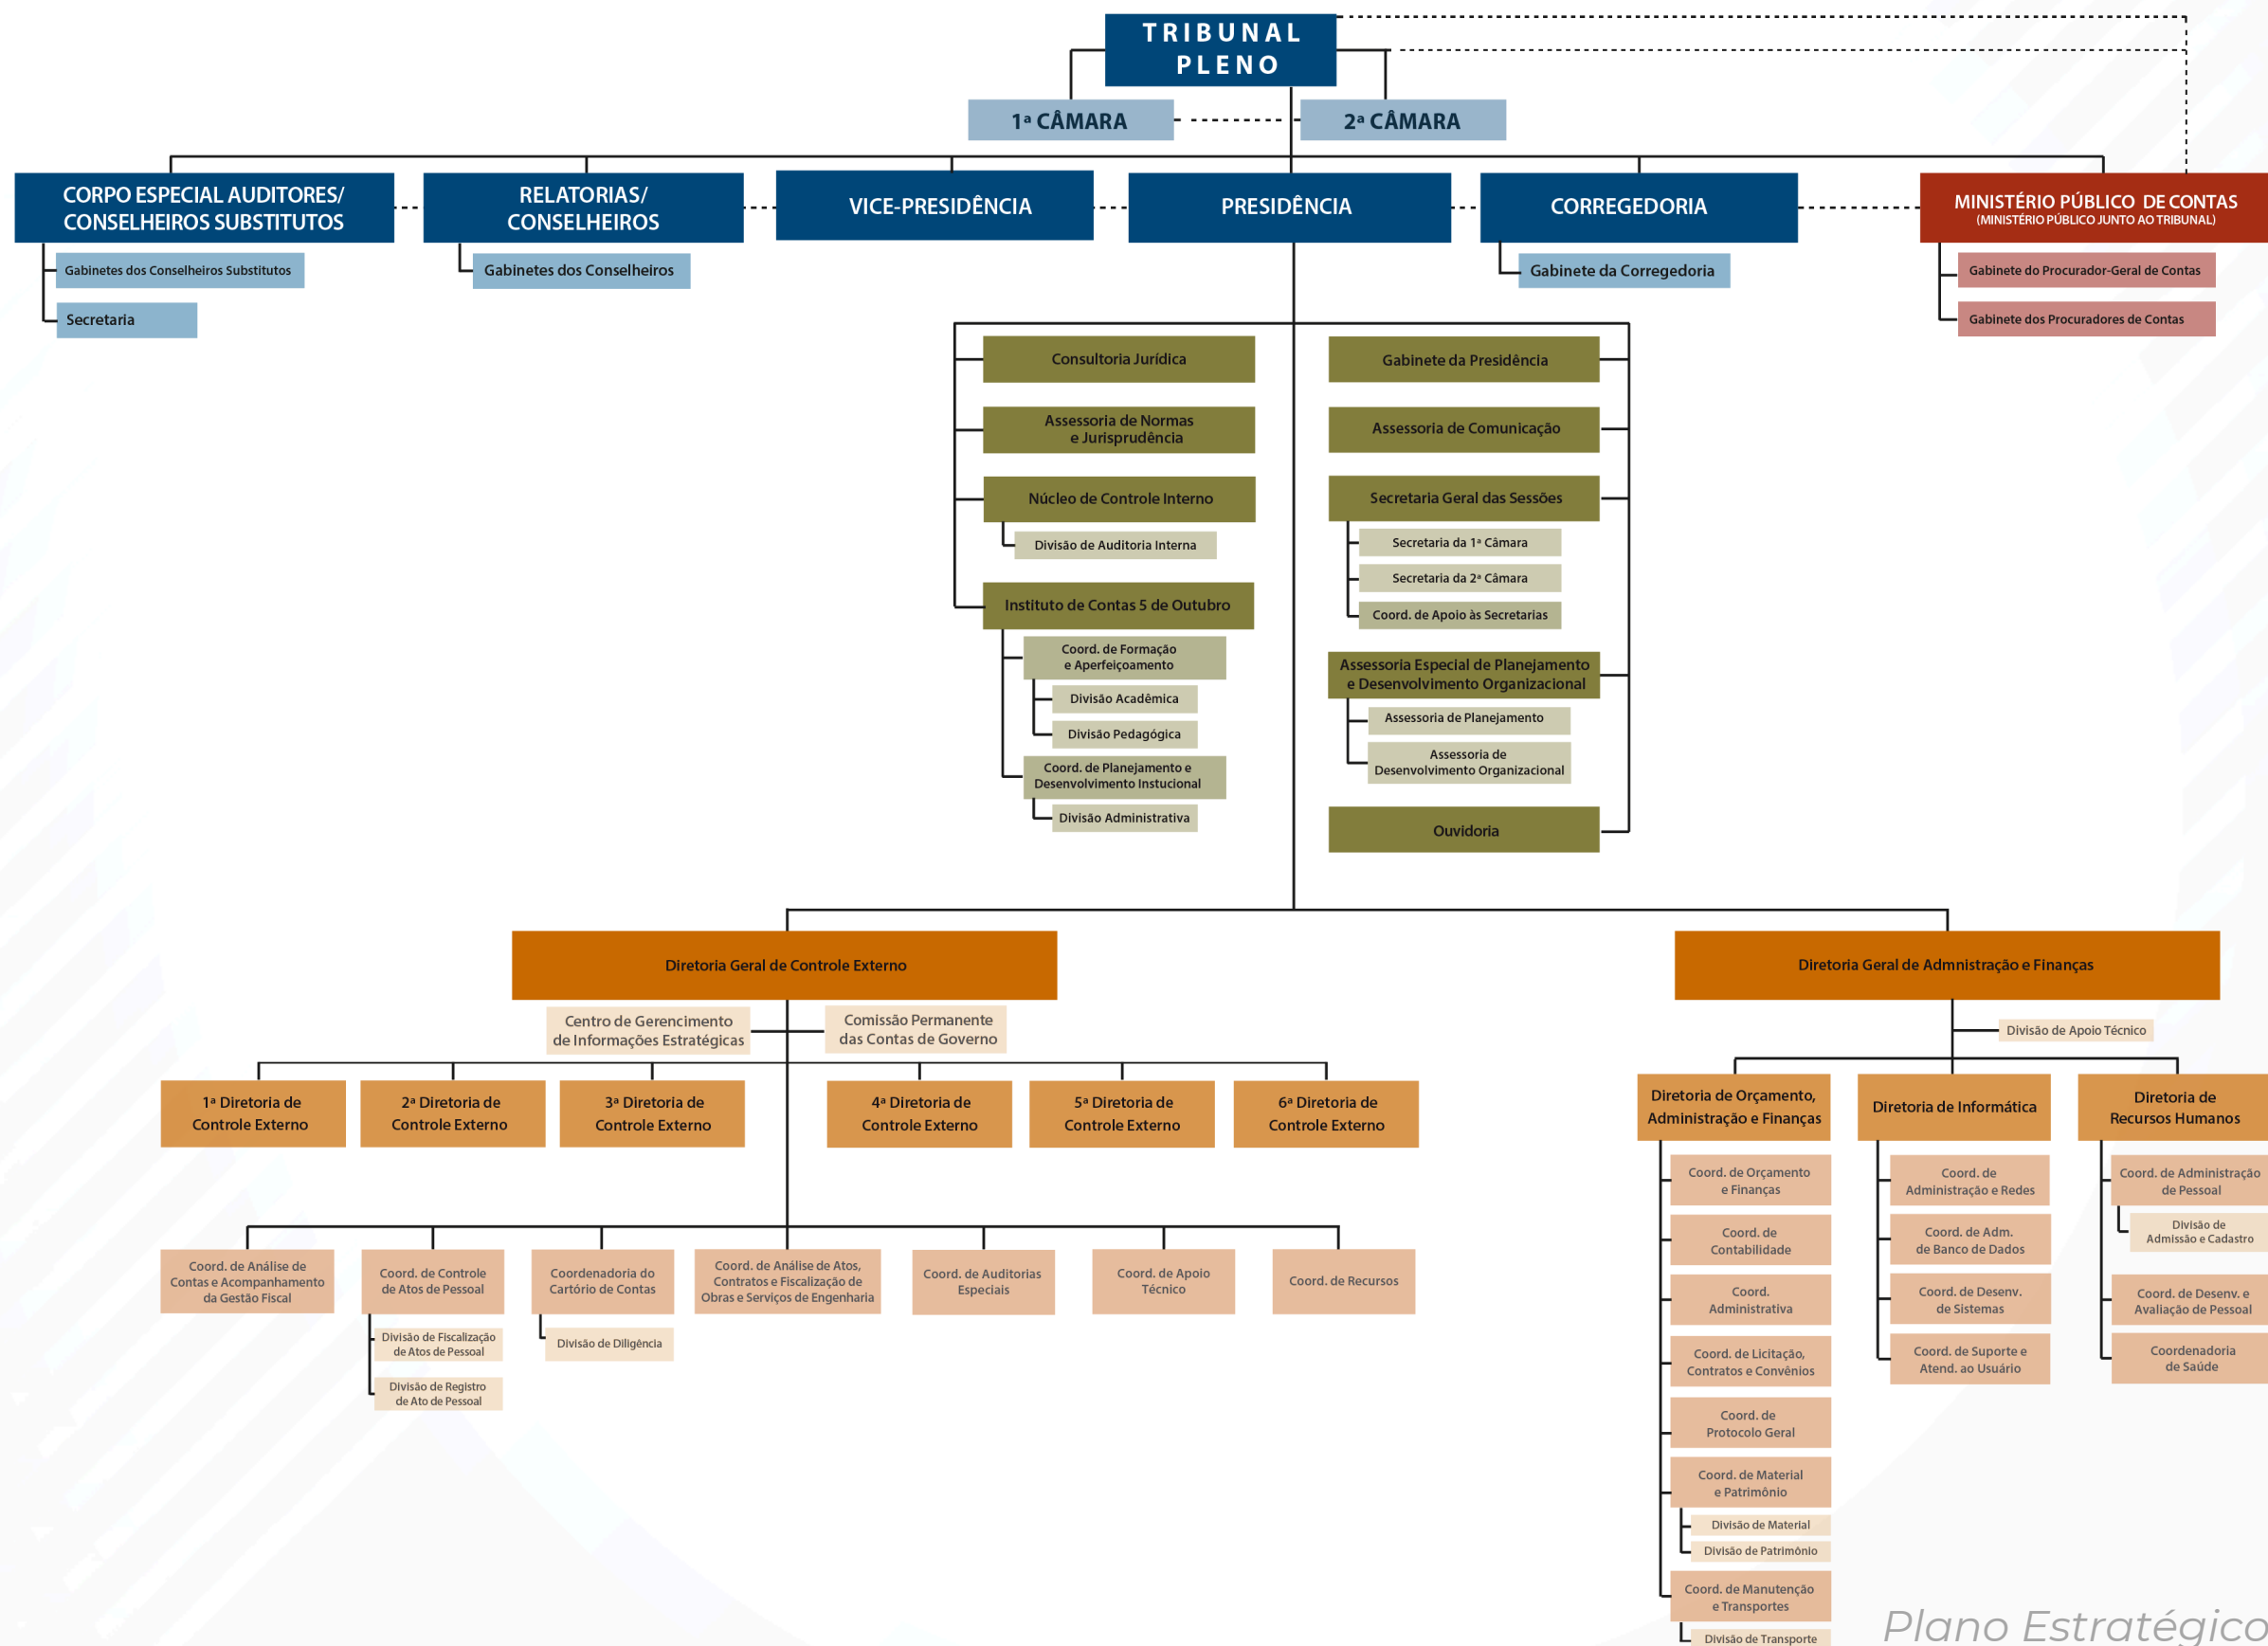 TRIBUNAL
PLENO
1ª CÂMARA
2ª CÂMARA
CORPO ESPECIAL AUDITORES/
CONSELHEIROS SUBSTITUTOS
Gabinetes dos Conselheiros Substitutos
Secretaria
RELATORIAS/
CONSELHEIROS
Gabinetes dos Conselheiros
VICE-PRESIDÊNCIA
PRESIDÊNCIA
CORREGEDORIA
Gabinete da Corregedoria
MINISTÉRIO PÚBLICO DE CONTAS
(MINISTÉRIO PÚBLICO JUNTO AO TRIBUNAL)
Gabinete do Procurador-Geral de Contas
Gabinete dos Procuradores de Contas
Consultoria Jurídica
Assessoria de Normas
e Jurisprudência
Núcleo de Controle Interno
Divisão de Auditoria Interna
Instituto de Contas 5 de Outubro
Coord. de Formação
e Aperfeiçoamento
Divisão Acadêmica
Divisão Pedagógica
Coord. de Planejamento e
Desenvolvimento Instucional
Divisão Administrativa
Gabinete da Presidência
Assessoria de Comunicação
Secretaria Geral das Sessões
Secretaria da 1ª Câmara
Secretaria da 2ª Câmara
Coord. de Apoio às Secretarias
Assessoria Especial de Planejamento
e Desenvolvimento Organizacional
Assessoria de Planejamento
Assessoria de
Desenvolvimento Organizacional
Ouvidoria
Diretoria Geral de Controle Externo
Centro de Gerencimento
de Informações Estratégicas
Comissão Permanente
das Contas de Governo
1ª Diretoria de
Controle Externo
2ª Diretoria de
Controle Externo
3ª Diretoria de
Controle Externo
4ª Diretoria de
Controle Externo
5ª Diretoria de
Controle Externo
6ª Diretoria de
Controle Externo
Coord. de Análise de
Contas e Acompanhamento
da Gestão Fiscal
Coord. de Controle
de Atos de Pessoal
Divisão de Fiscalização
de Atos de Pessoal
Divisão de Registro
de Ato de Pessoal
Coordenadoria do
Cartório de Contas
Divisão de Diligência
Coord. de Análise de Atos,
Contratos e Fiscalização de
Obras e Serviços de Engenharia
Coord. de Auditorias
Especiais
Coord. de Apoio
Técnico
Coord. de Recursos
Diretoria Geral de Admnistração e Finanças
Divisão de Apoio Técnico
Diretoria de Orçamento,
Administração e Finanças
Coord. de Orçamento
e Finanças
Coord. de
Contabilidade
Coord.
Administrativa
Coord. de Licitação,
Contratos e Convênios
Coord. de
Protocolo Geral
Coord. de Material
e Patrimônio
Divisão de Material
Divisão de Patrimônio
Coord. de Manutenção
e Transportes
Divisão de Transporte
Diretoria de Informática
Coord. de
Administração e Redes
Coord. de Adm.
de Banco de Dados
Coord. de Desenv.
de Sistemas
Coord. de Suporte e
Atend. ao Usuário
Diretoria de
Recursos Humanos
Coord. de Administração
de Pessoal
Divisão de
Admissão e Cadastro
Coord. de Desenv. e
Avaliação de Pessoal
Coordenadoria
de Saúde
Plano Estratégico